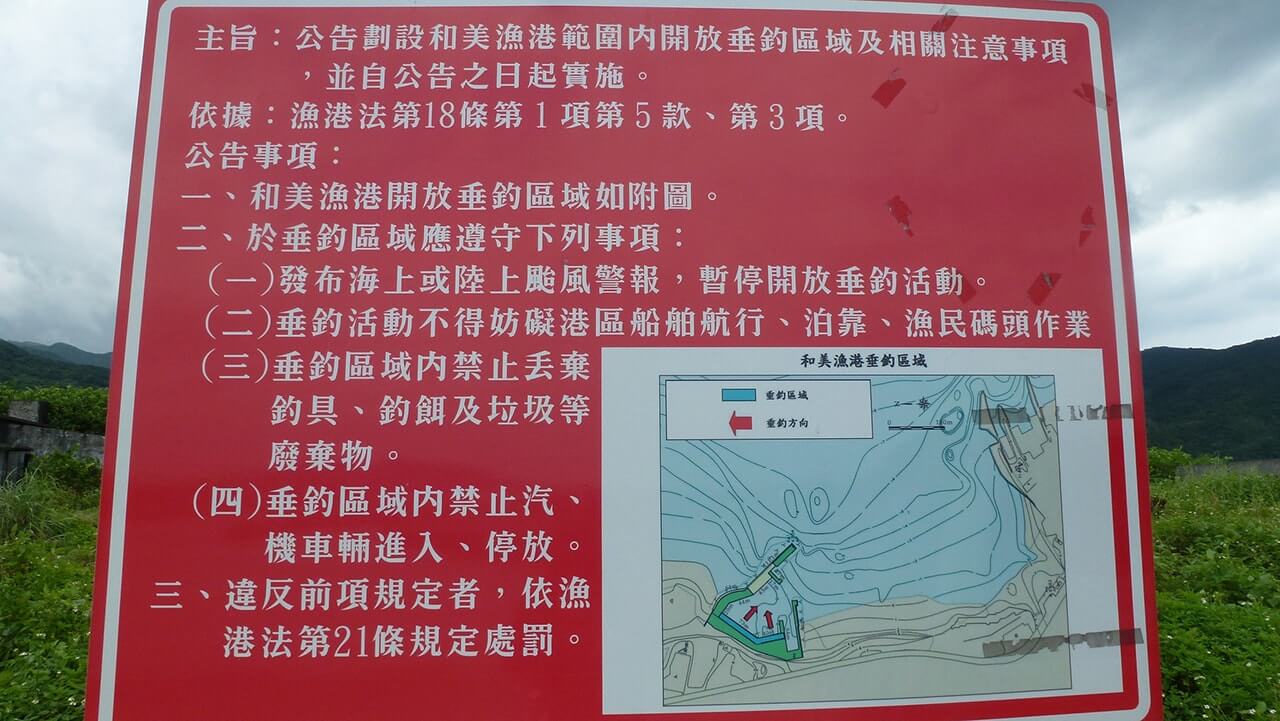 主旨：公告劃設和美漁港範圍內開放垂釣區域及相關注意事項
，並自公告之日起實施。
依據：漁港法第18條第1項第5款、第3項。
公告事項：
一、和美漁港開放垂釣區域如附圖。
二、於垂釣區域應遵守下列事項：
(一)發布海上或陸上颱風警報，暫停開放垂釣活動。
(二)垂釣活動不得妨礙港區船舶航行、泊靠、漁民碼頭作業
(三)垂釣區域內禁止丟棄
釣具、釣餌及垃圾等
廢棄物。
(四)垂釣區域內禁止汽、
機車輛進入、停放。
三、違反前項規定者，依漁
港法第21條規定處罰。
和美漁港垂釣區域
垂釣區域
垂釣方向